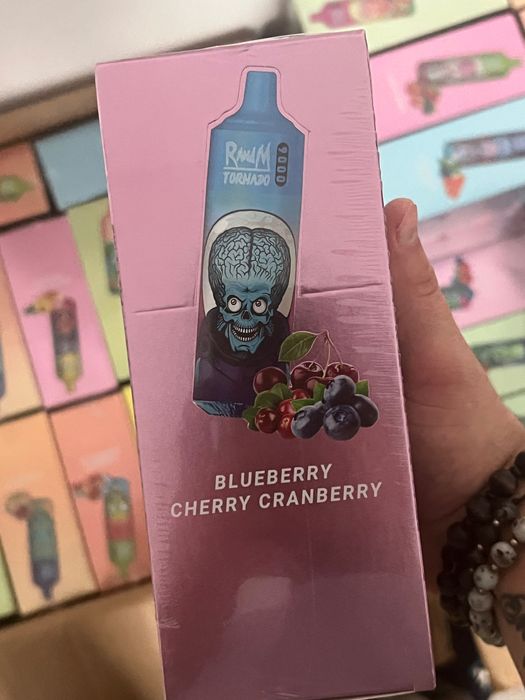 RandM
TORNADO
9000
BLUEBERRY
CHERRY CRANBERRY